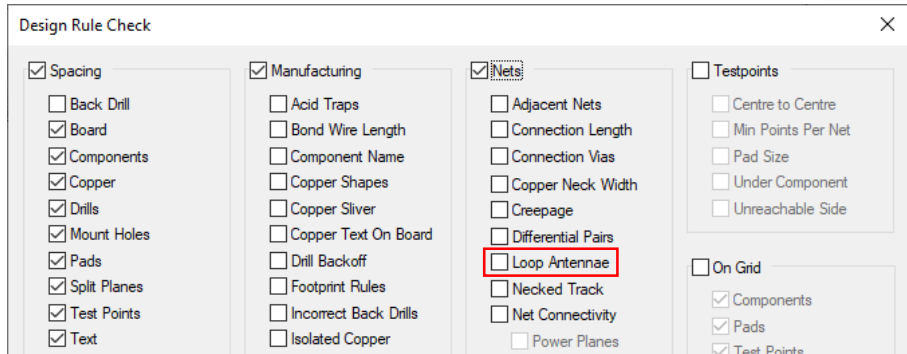 Design Rule Check
Spacing
Back Drill
Board
Components
Copper
Drills
Mount Holes
Pads
Split Planes
Test Points
Text
Manufacturing
Acid Traps
Bond Wire Length
Component Name
Copper Shapes
Copper Sliver
Copper Text On Board
Drill Backoff
Footprint Rules
Incorrect Back Drills
Isolated Copper
Nets
Adjacent Nets
Connection Length
Connection Vias
Copper Neck Width
Creepage
Differential Pairs
Loop Antennae
Necked Track
Net Connectivity
Power Planes
Testpoints
Centre to Centre
Min Points Per Net
Pad Size
Under Component
Unreachable Side
On Grid
Components
Pads
Test Points